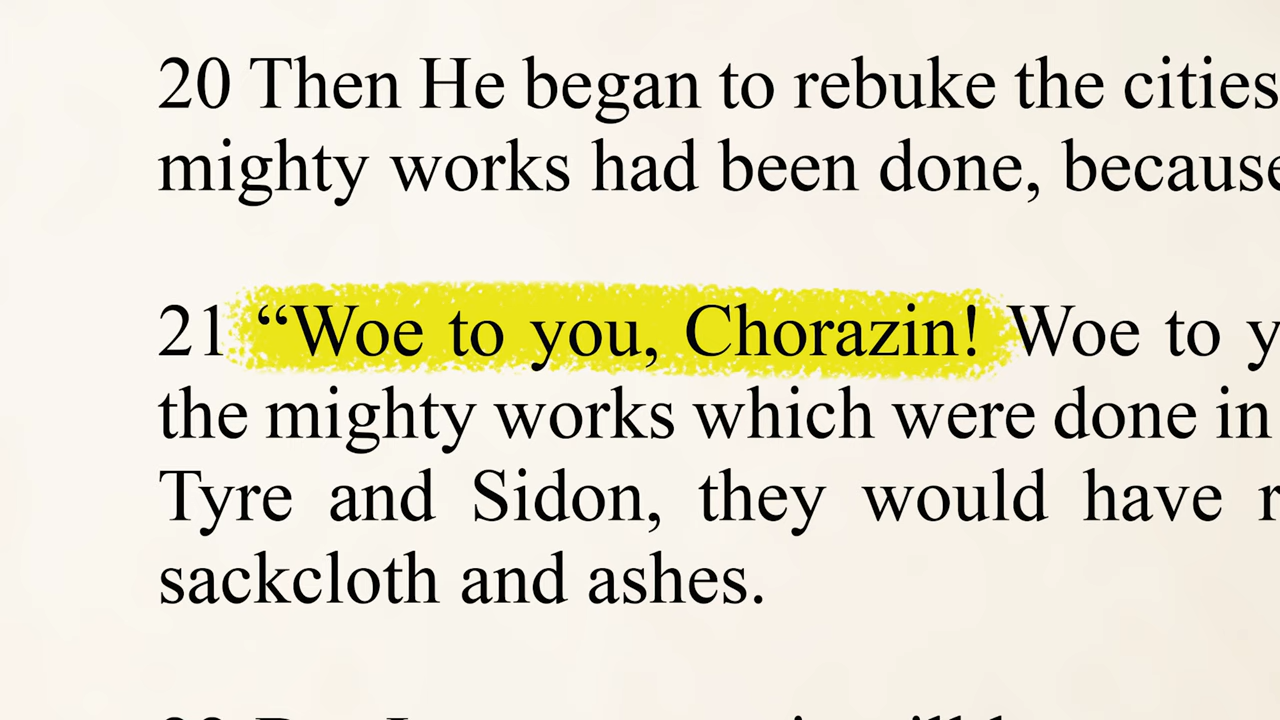 20 Then He began to rebuke the cities
mighty works had been done, because
21 “Woe to you, Chorazin! Woe to
the mighty works which were done in
Tyre and Sidon, they would have
sackcloth and ashes.